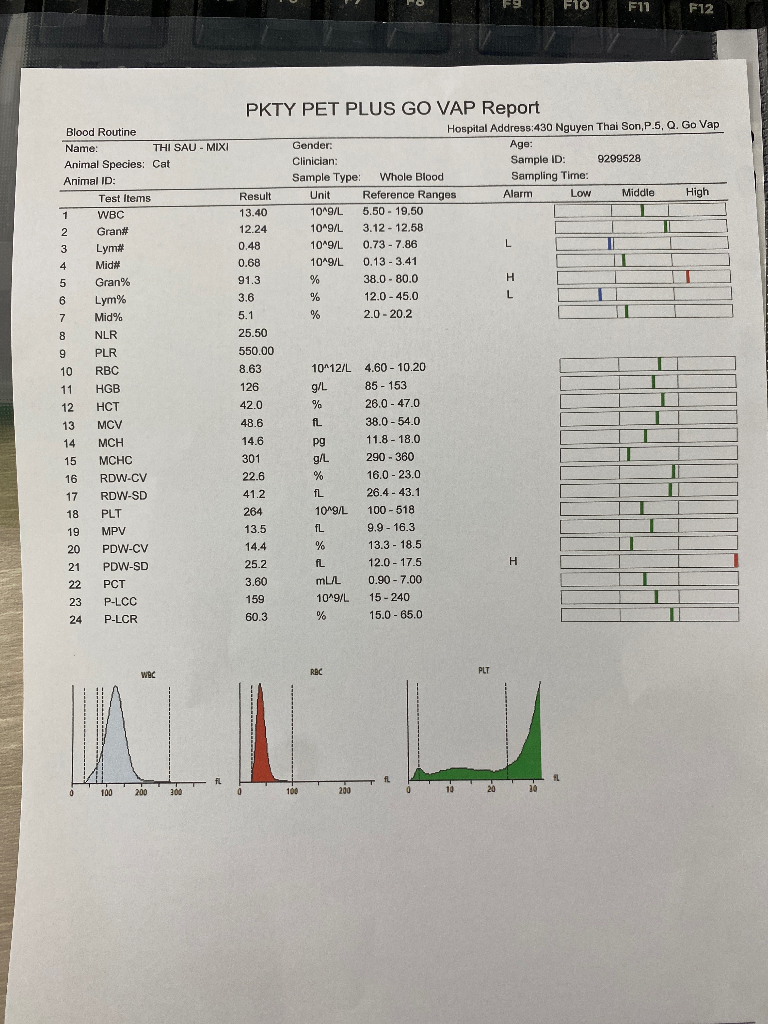 F9 F10 F11 F12
PKTY PET PLUS GO VAP Report
Blood Routine Hospital Address:430 Nguyen Thai Son,P.5, Q. Go Vap
Name: THI SAU - MIXI Gender: Age:
Animal Species: Cat Clinician: Sample ID: 9299528
Animal ID: Sample Type: Whole Blood Sampling Time:
Test Items Result Unit Reference Ranges Alarm Low Middle High
1 WBC 13.40 10^9/L 5.50 - 19.50
2 Gran# 12.24 10^9/L 3.12 - 12.58
3 Lym# 0.48 10^9/L 0.73 - 7.86 L
4 Mid# 0.68 10^9/L 0.13 - 3.41
5 Gran% 91.3 % 38.0 - 80.0 H
6 Lym% 3.6 % 12.0 - 45.0 L
7 Mid% 5.1 % 2.0 - 20.2
8 NLR 25.50
9 PLR 550.00
10 RBC 8.63 10^12/L 4.60 - 10.20
11 HGB 126 g/L 85 - 153
12 HCT 42.0 % 26.0 - 47.0
13 MCV 48.6 fL 38.0 - 54.0
14 MCH 14.6 pg 11.8 - 18.0
15 MCHC 301 g/L 290 - 360
16 RDW-CV 22.6 % 16.0 - 23.0
17 RDW-SD 41.2 fL 26.4 - 43.1
18 PLT 264 10^9/L 100 - 518
19 MPV 13.5 fL 9.9 - 16.3
20 PDW-CV 14.4 % 13.3 - 18.5
21 PDW-SD 25.2 fL 12.0 - 17.5 H
22 PCT 3.60 mL/L 0.90 - 7.00
23 P-LCC 159 10^9/L 15 - 240
24 P-LCR 60.3 % 15.0 - 65.0
WBC RBC PLT
fL fL fL
0 100 200 300 0 100 200 0 10 20 30